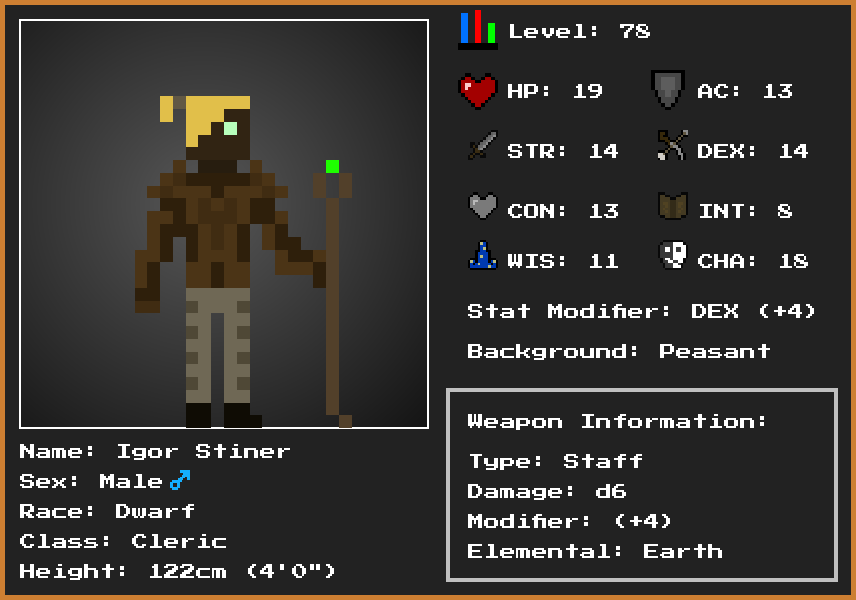 Level: 78
HP: 19
AC: 13
STR: 14
DEX: 14
CON: 13
INT: 8
WIS: 11
CHA: 18
Stat Modifier: DEX (+4)
Background: Peasant
Weapon Information:
Type: Staff
Damage: d6
Modifier: (+4)
Elemental: Earth
Name: Igor Stiner
Sex: Male♂
Race: Dwarf
Class: Cleric
Height: 122cm (4'0")